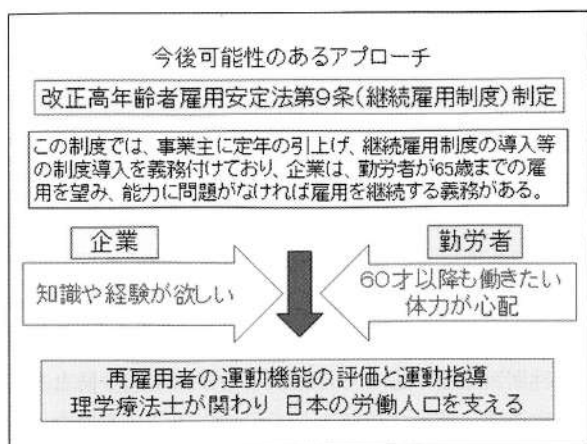 今後可能性のあるアプローチ
改正高年齢者雇用安定法第9条(継続雇用制度)制定
この制度では、事業主に定年の引上げ、継続雇用制度の導入等
の制度導入を義務付けており、企業は、勤労者が65歳までの雇
用を望み、能力に問題がなければ雇用を継続する義務がある。
企業
知識や経験が欲しい
勤労者
60才以降も働きたい
体力が心配
再雇用者の運動機能の評価と運動指導
理学療法士が関わり 日本の労働人口を支える